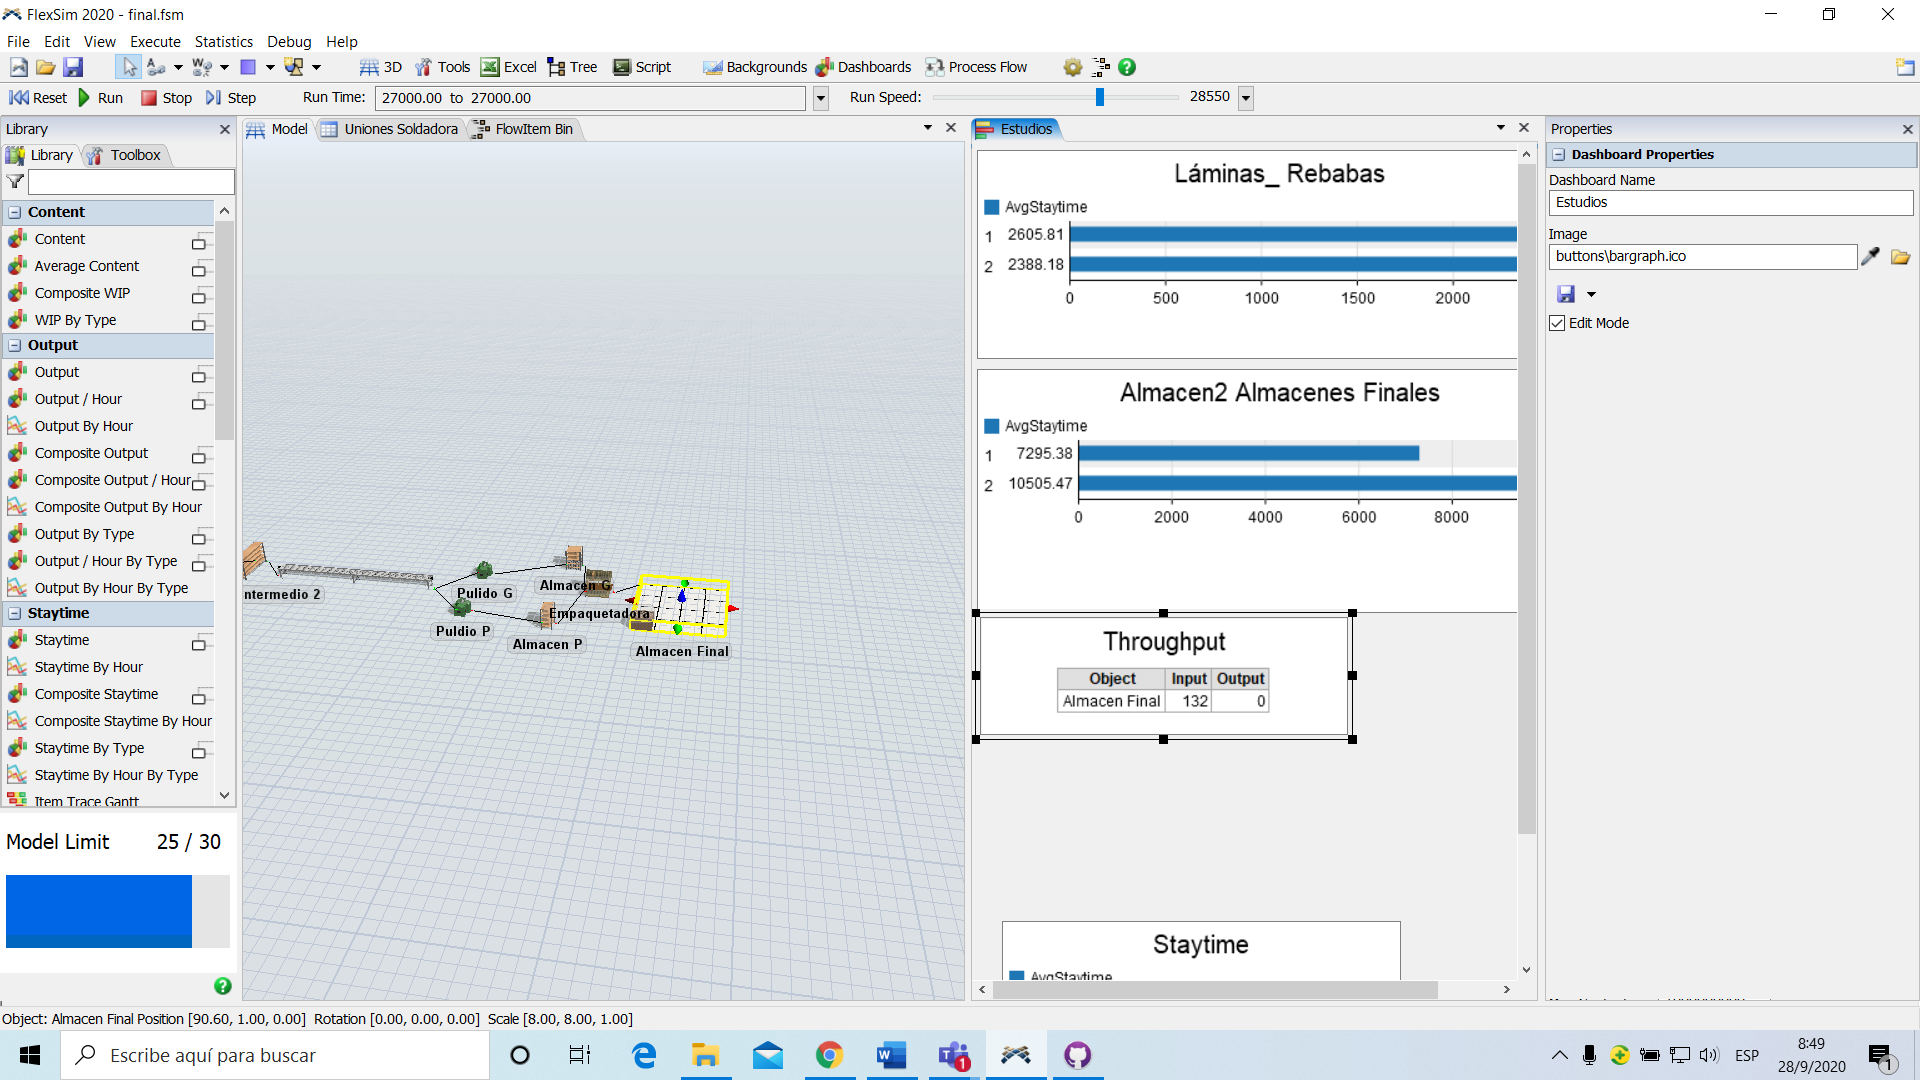 FlexSim 2020 - final.fsm
File Edit View Execute Statistics Debug Help
3D Tools Excel Tree Script Backgrounds Dashboards Process Flow
Reset Run Stop Step Run Time: 27000.00 to 27000.00 Run Speed: 28550
Library
Library Toolbox
Content
Content
Average Content
Composite WIP
WIP By Type
Output
Output
Output / Hour
Output By Hour
Composite Output
Composite Output / Hour
Composite Output By Hour
Output By Type
Output / Hour By Type
Output By Hour By Type
Staytime
Staytime
Staytime By Hour
Composite Staytime
Composite Staytime By Hour
Staytime By Type
Staytime By Hour By Type
Item Trace Gantt
Model Limit 25 / 30
Model Uniones Soldadora FlowItem Bin
ntermedio 2
Pulido G
Puldio P
Almacen G
Empaquetadora
Almacen P
Almacen Final
Estudios
Láminas_ Rebabas
AvgStaytime
1 2605.81
2 2388.18
0 500 1000 1500 2000
Almacen2 Almacenes Finales
AvgStaytime
1 7295.38
2 10505.47
0 2000 4000 6000 8000
Throughput
Object Input Output
Almacen Final 132 0
Staytime
AvgStaytime
Properties
Dashboard Properties
Dashboard Name
Estudios
Image
buttons\bargraph.ico
Edit Mode
Object: Almacen Final Position [90.60, 1.00, 0.00] Rotation [0.00, 0.00, 0.00] Scale [8.00, 8.00, 1.00]
Escribe aquí para buscar
1
ESP
8:49
28/9/2020
1